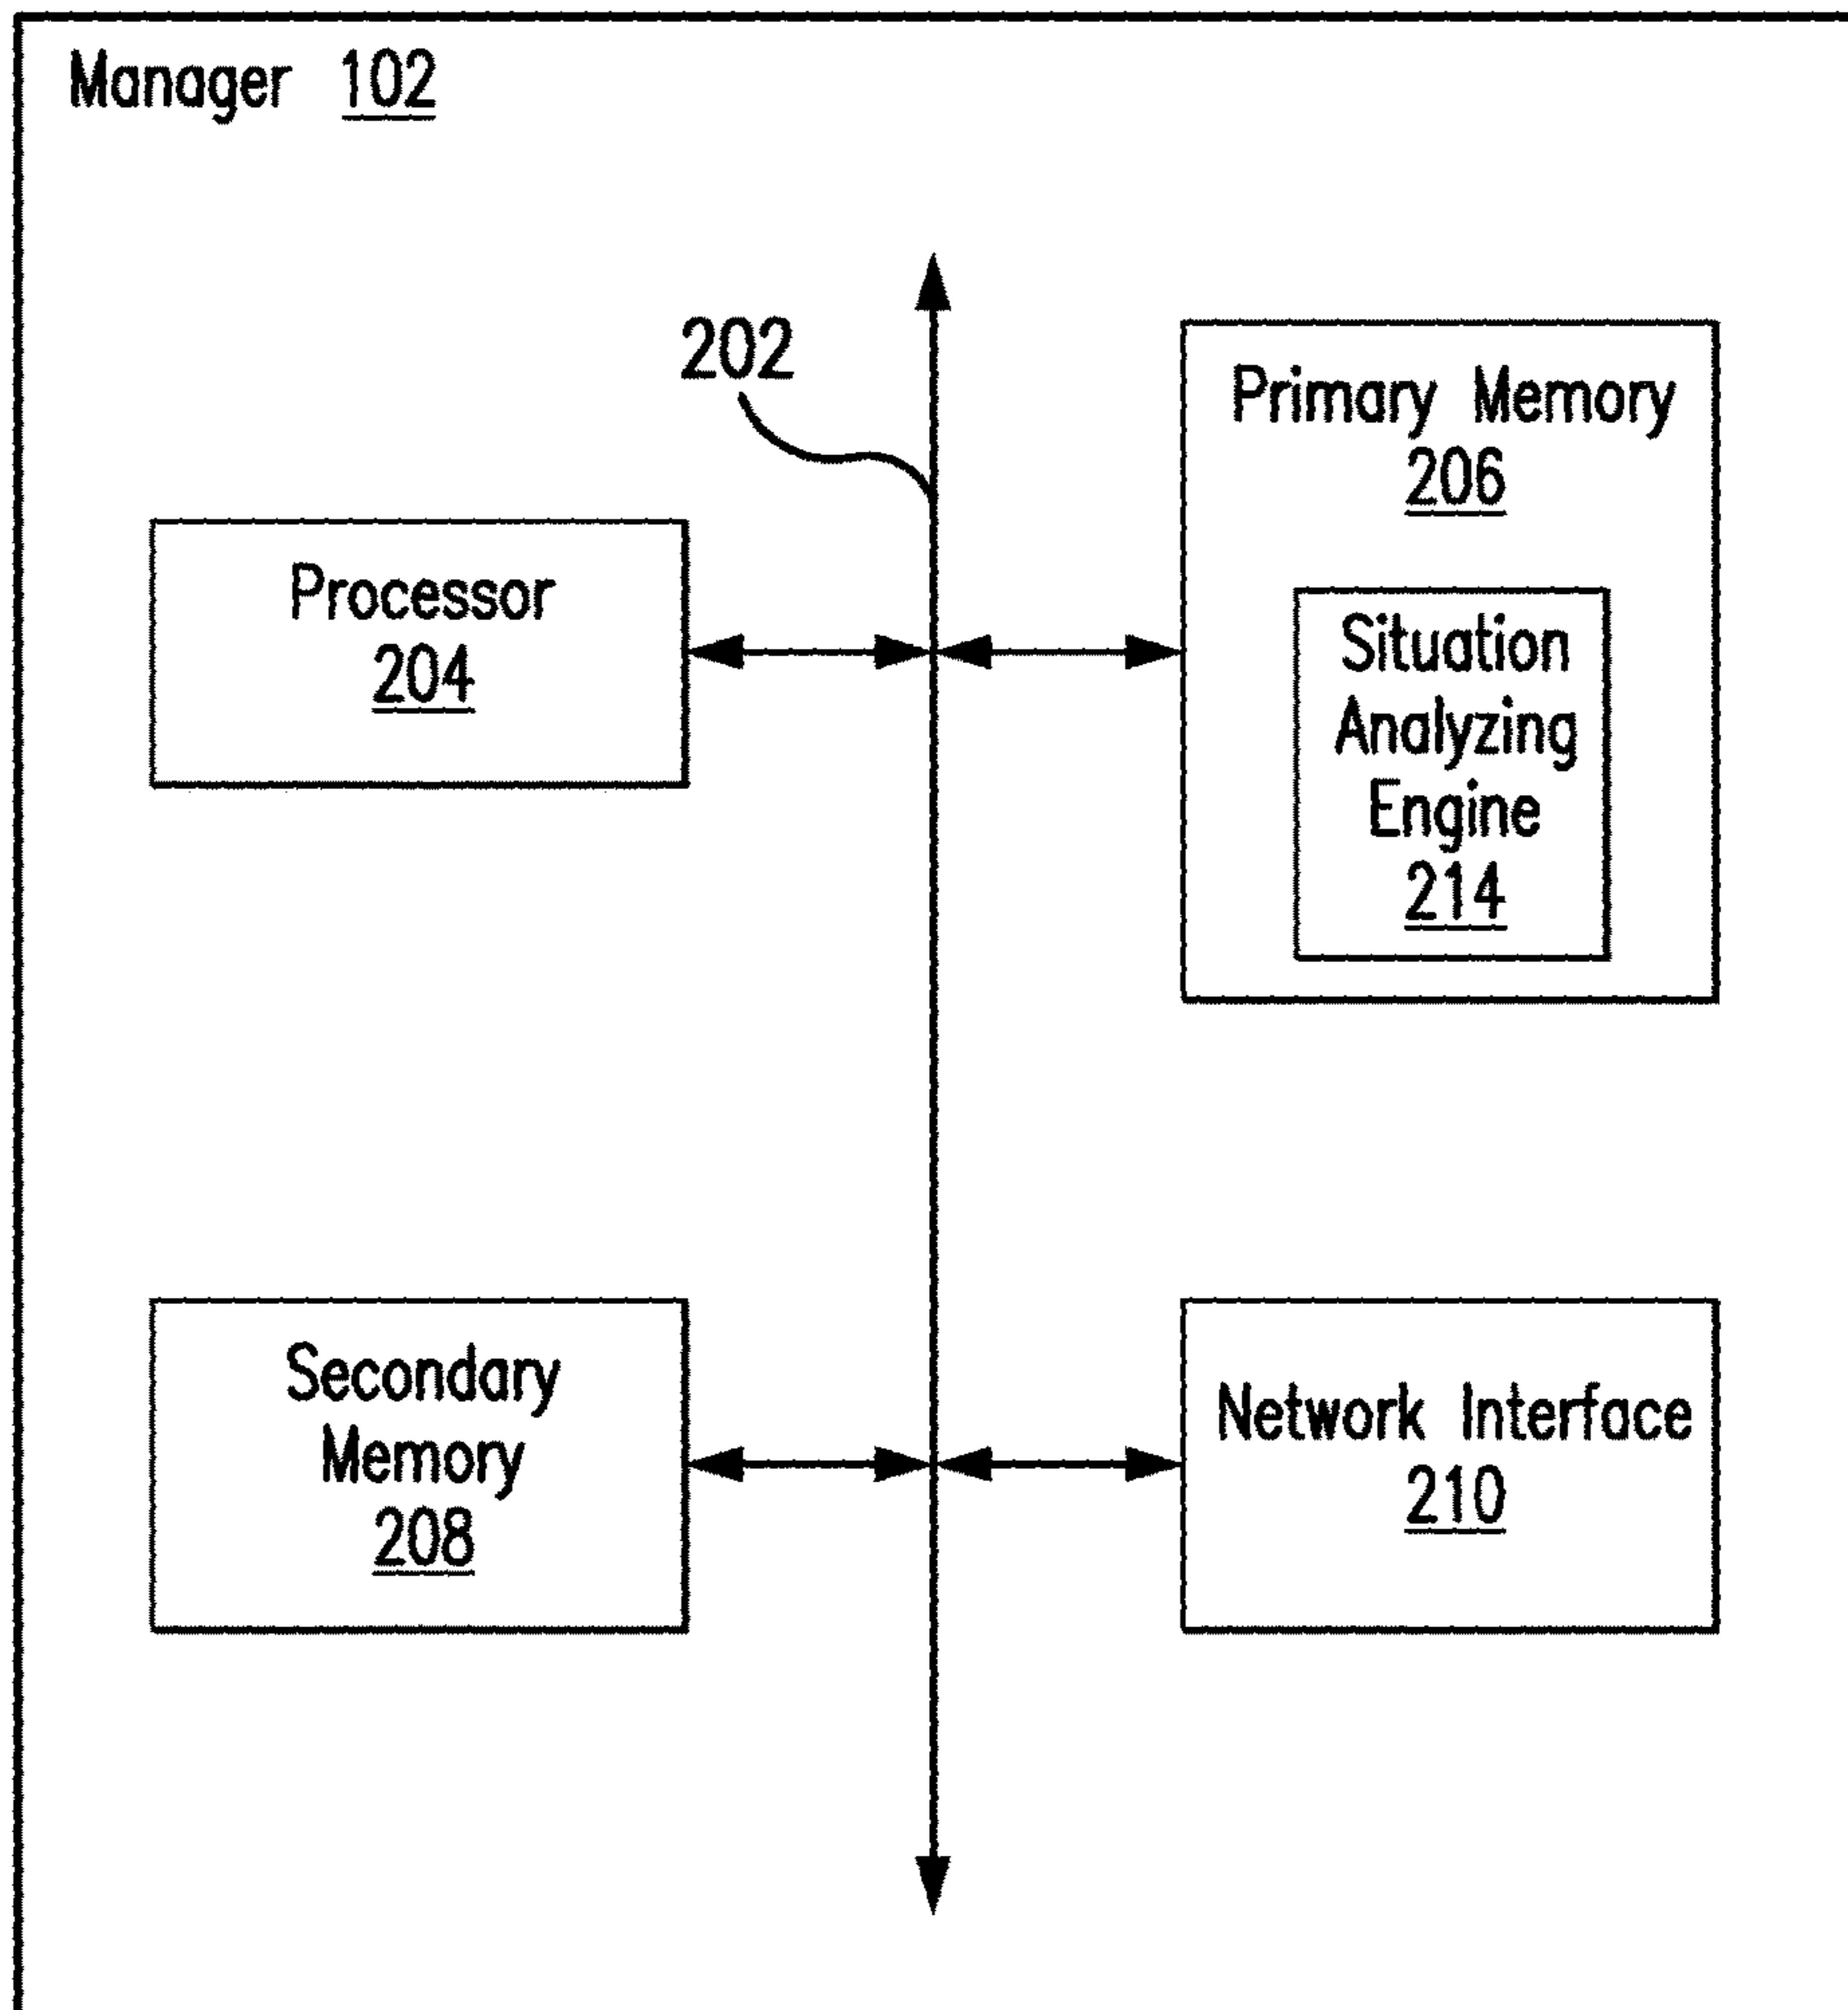 Manager 102
202
Primary Memory
206
Processor
204
Situation
Analyzing
Engine
214
Secondary
Memory
208
Network Interface
210